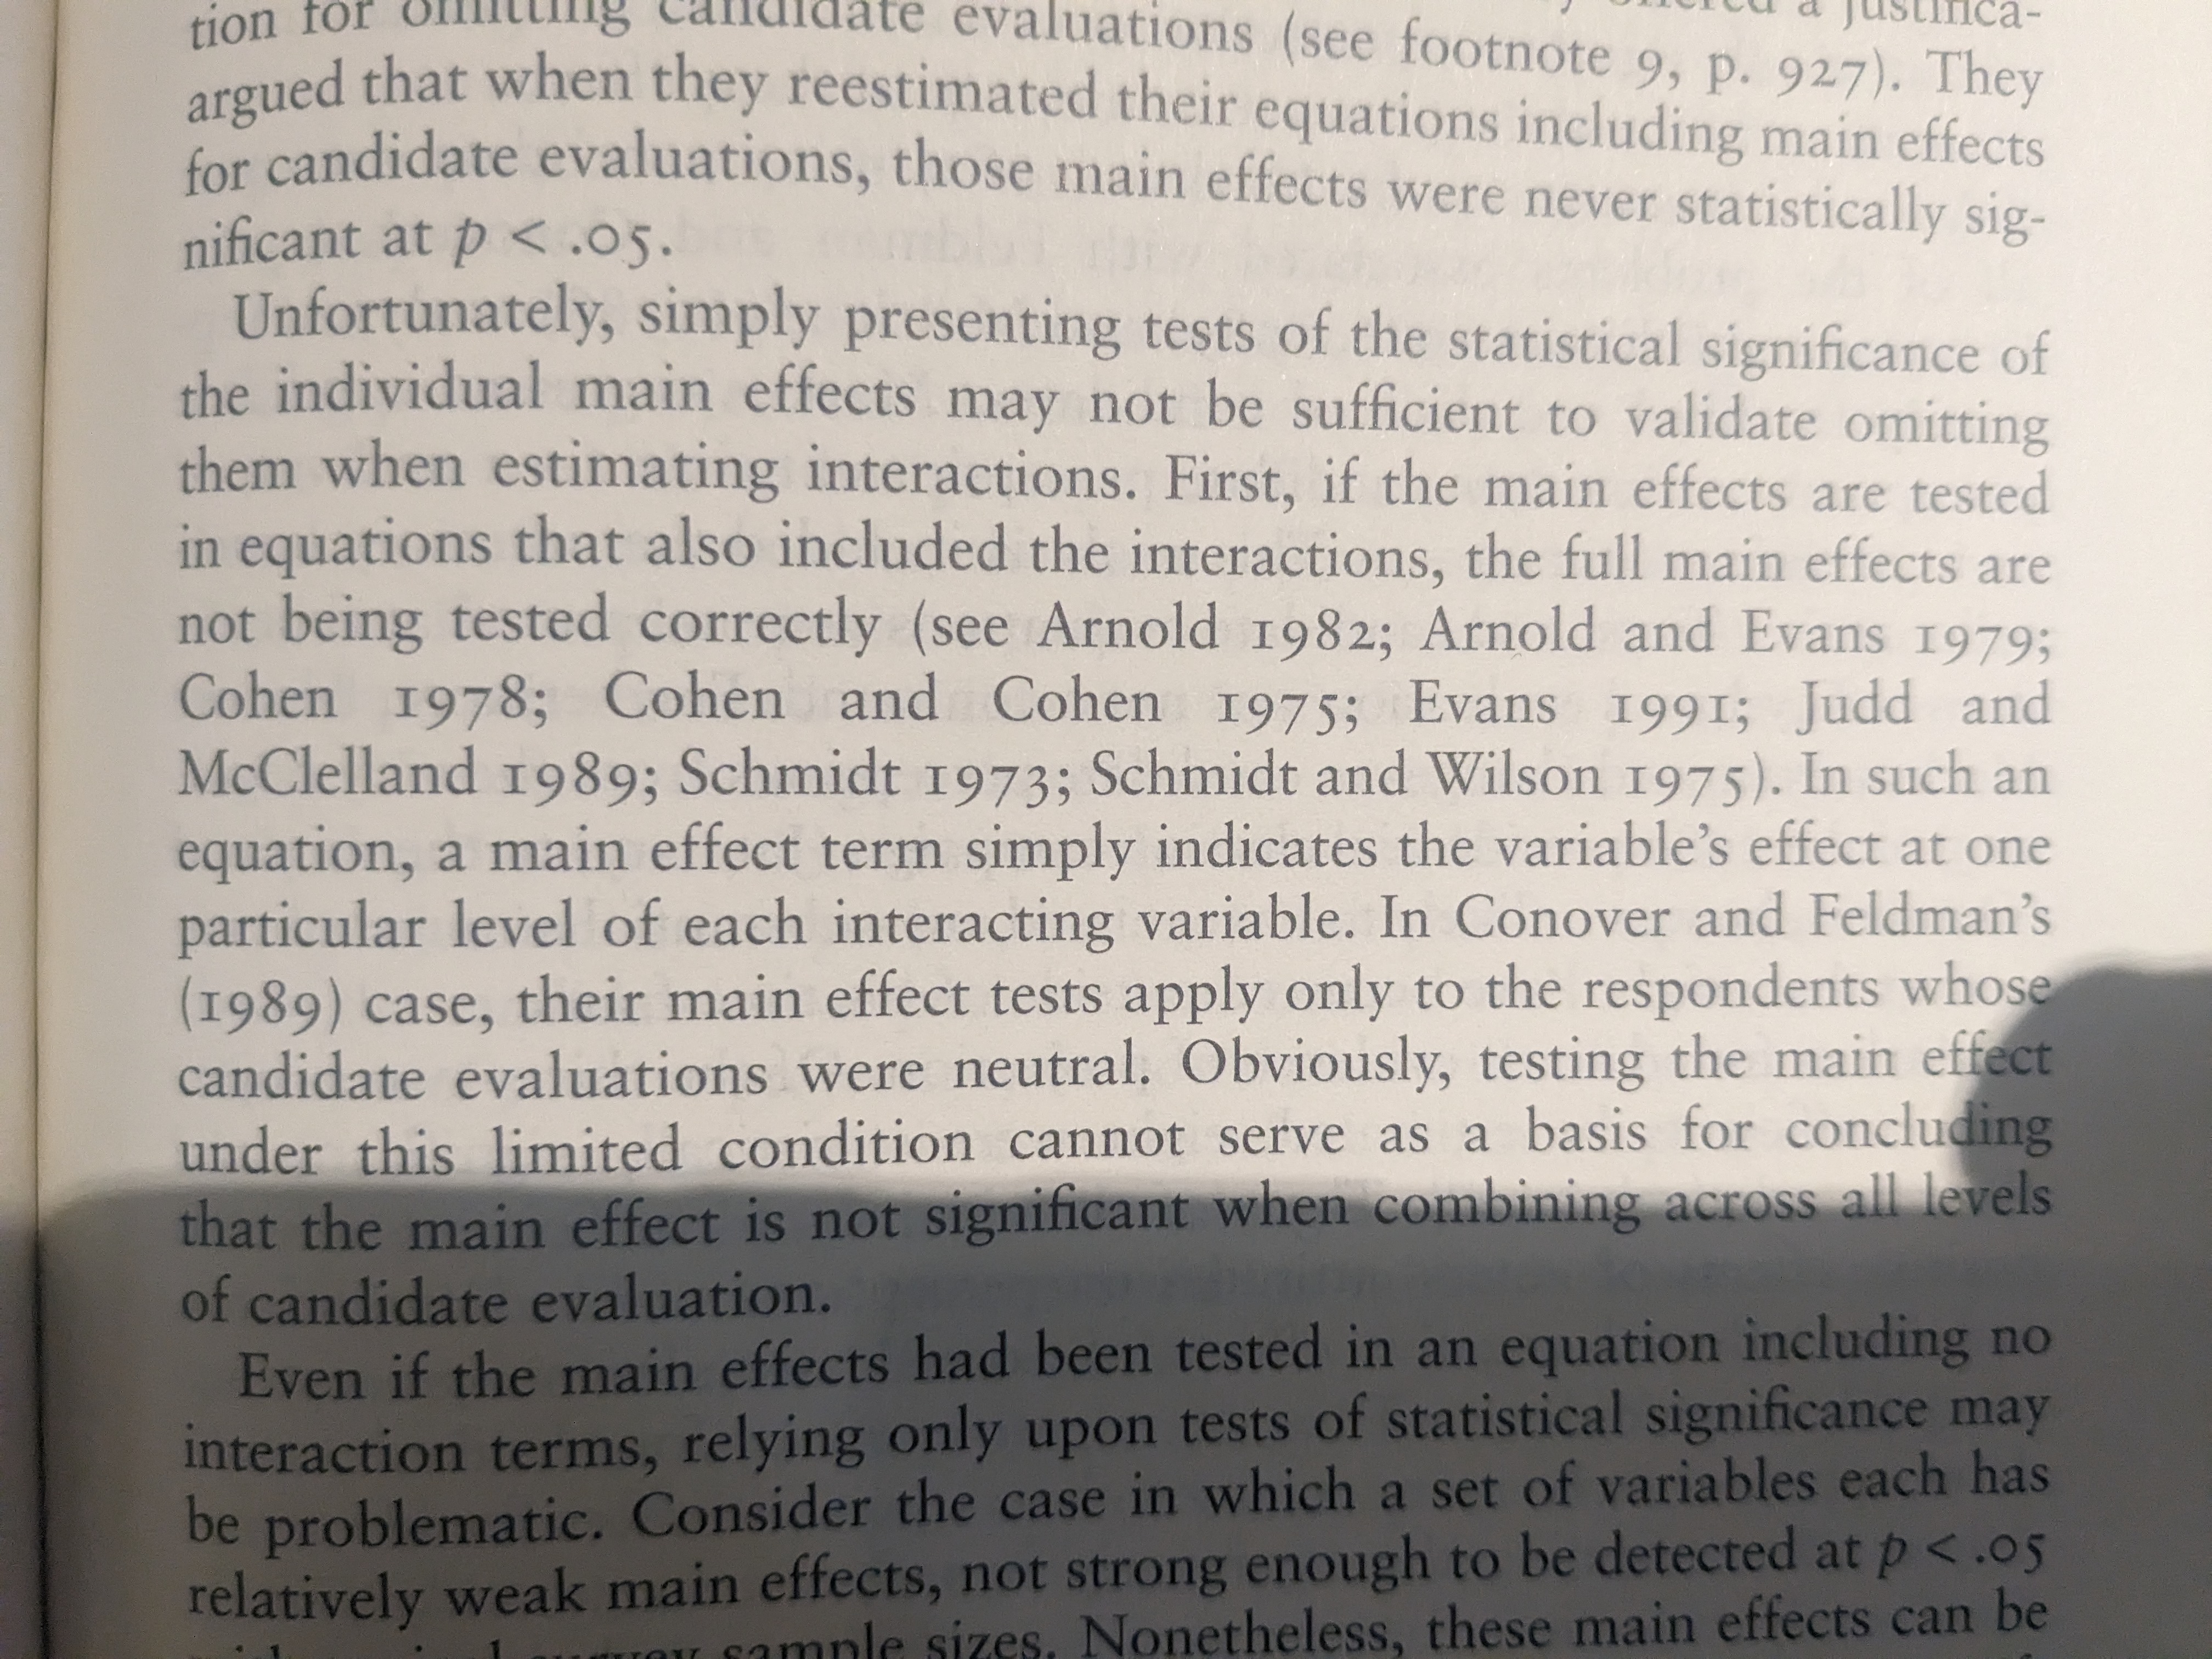 tion for omitting candidate evaluations (see footnote 9, p. 927). They
argued that when they reestimated their equations including main effects
for candidate evaluations, those main effects were never statistically sig-
nificant at p < .05.
Unfortunately, simply presenting tests of the statistical significance of
the individual main effects may not be sufficient to validate omitting
them when estimating interactions. First, if the main effects are tested
in equations that also included the interactions, the full main effects are
not being tested correctly (see Arnold 1982; Arnold and Evans 1979;
Cohen 1978; Cohen and Cohen 1975; Evans 1991; Judd and
McClelland 1989; Schmidt 1973; Schmidt and Wilson 1975). In such an
equation, a main effect term simply indicates the variable's effect at one
particular level of each interacting variable. In Conover and Feldman's
(1989) case, their main effect tests apply only to the respondents whose
candidate evaluations were neutral. Obviously, testing the main effect
under this limited condition cannot serve as a basis for concluding
that the main effect is not significant when combining across all levels
of candidate evaluation.
Even if the main effects had been tested in an equation including no
interaction terms, relying only upon tests of statistical significance may
be problematic. Consider the case in which a set of variables each has
relatively weak main effects, not strong enough to be detected at p < .05
survey sample sizes. Nonetheless, these main effects can be